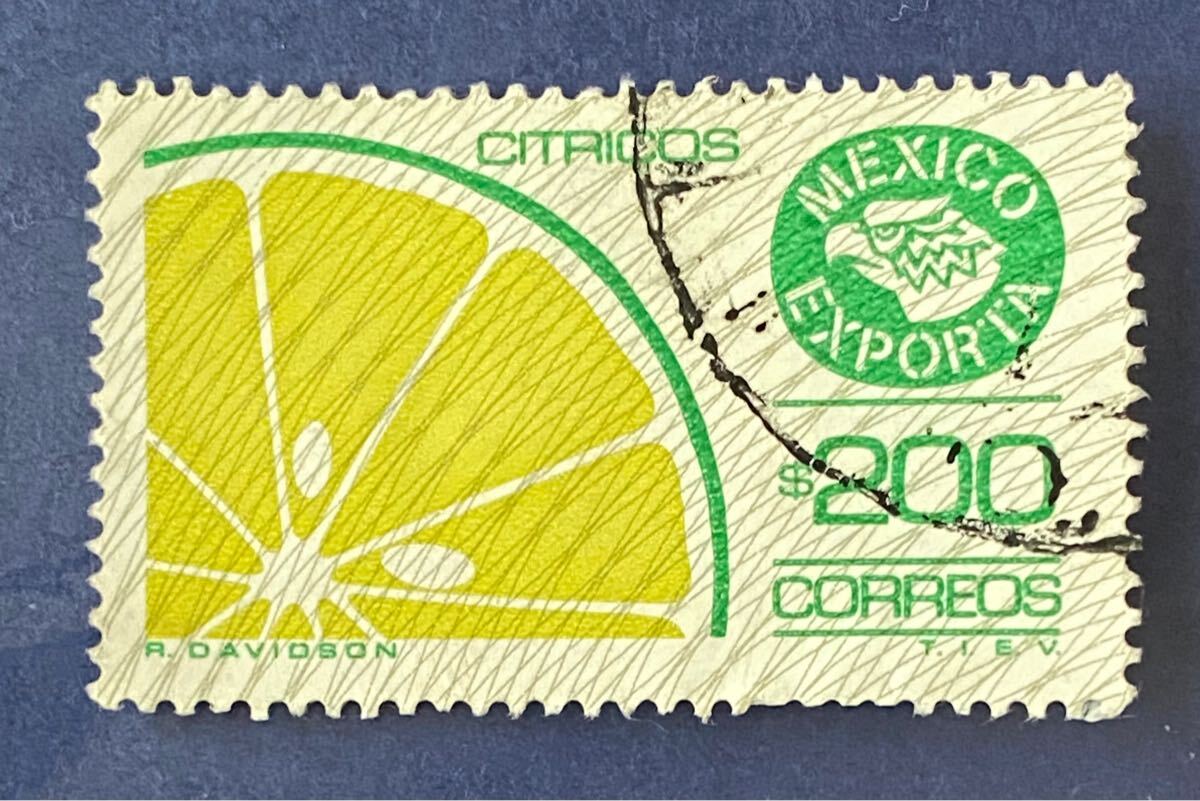 CITRICOS
MEXICO
EXPORTA
$200
CORREOS
R. DAVIDSON
T. I. E. V.